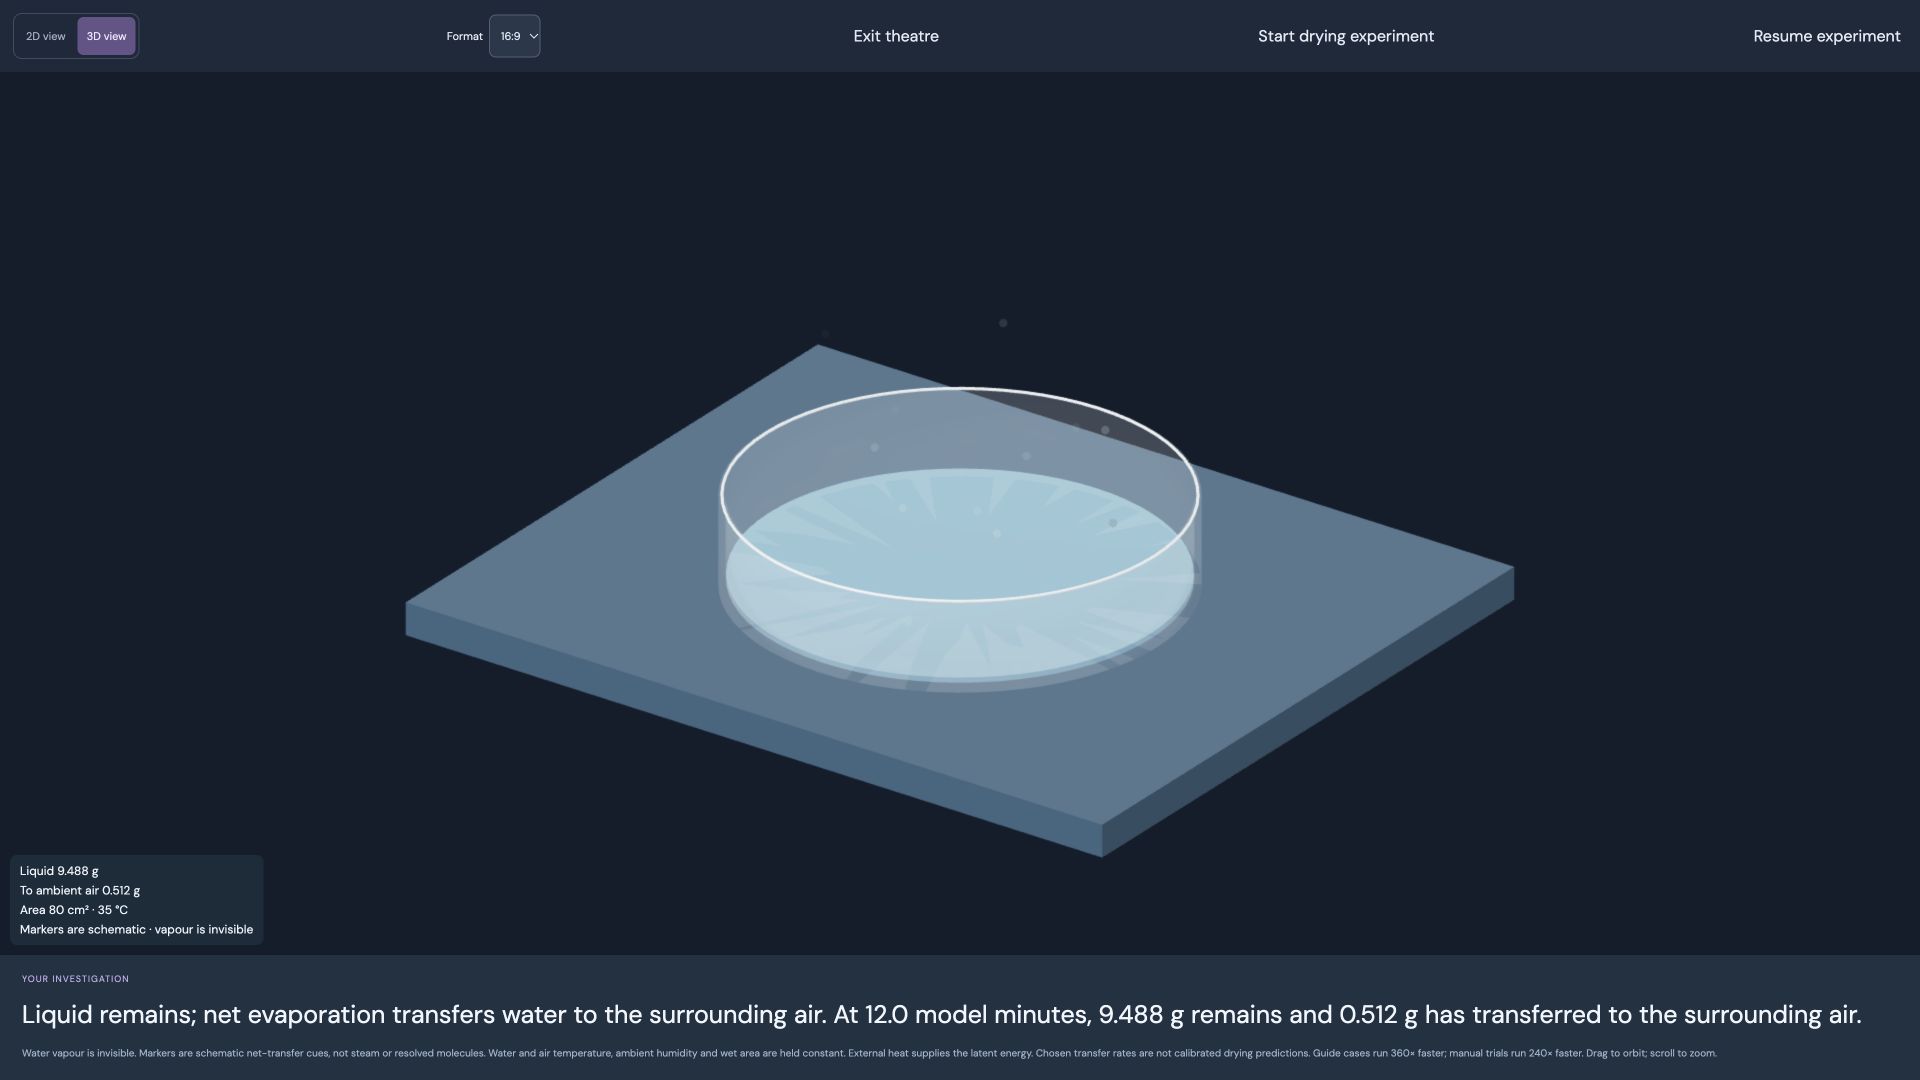 2D view
3D view
Format
16:9
Exit theatre
Start drying experiment
Resume experiment
Liquid 9.488 g
To ambient air 0.512 g
Area 80 cm² · 35 °C
Markers are schematic · vapour is invisible
YOUR INVESTIGATION
Liquid remains; net evaporation transfers water to the surrounding air. At 12.0 model minutes, 9.488 g remains and 0.512 g has transferred to the surrounding air.
Water vapour is invisible. Markers are schematic net-transfer cues, not steam or resolved molecules. Water and air temperature, ambient humidity and wet area are held constant. External heat supplies the latent energy. Chosen transfer rates are not calibrated drying predictions. Guide cases run 360× faster; manual trials run 240× faster. Drag to orbit; scroll to zoom.